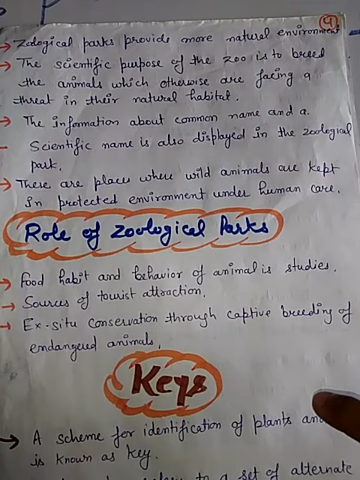 4
→ Zological parks provide more natural environment
→ The scientific purpose of the zoo is to breed
the animals which otherwise are facing a
threat in their natural habitat.
→ The information about common name and a
Scientific name is also displayed in the zoological
park.
→ These are place where wild animals are kept
in protected environment under human care.
Role of Zoological Parks
→ Food habit and behavior of animal is studies.
→ Sources of tourist attraction.
→ Ex-situ conservation through captive breeding of
endangered animals.
Keys
→ A scheme for identification of plants and
is known as key.
to a set of alternate